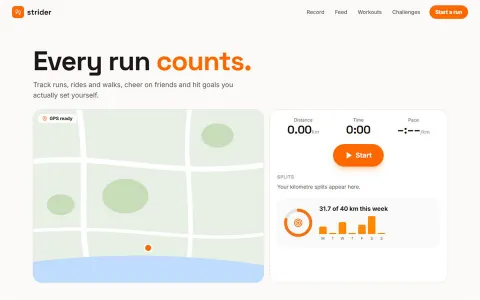 strider
Record Feed Workouts Challenges Start a run
Every run counts.
Track runs, rides and walks, cheer on friends and hit goals you
actually set yourself.
GPS ready
Distance Time Pace
0.00km 0:00 –:––/km
Start
SPLITS
Your kilometre splits appear here.
31.7 of 40 km this week
M T W T F S S